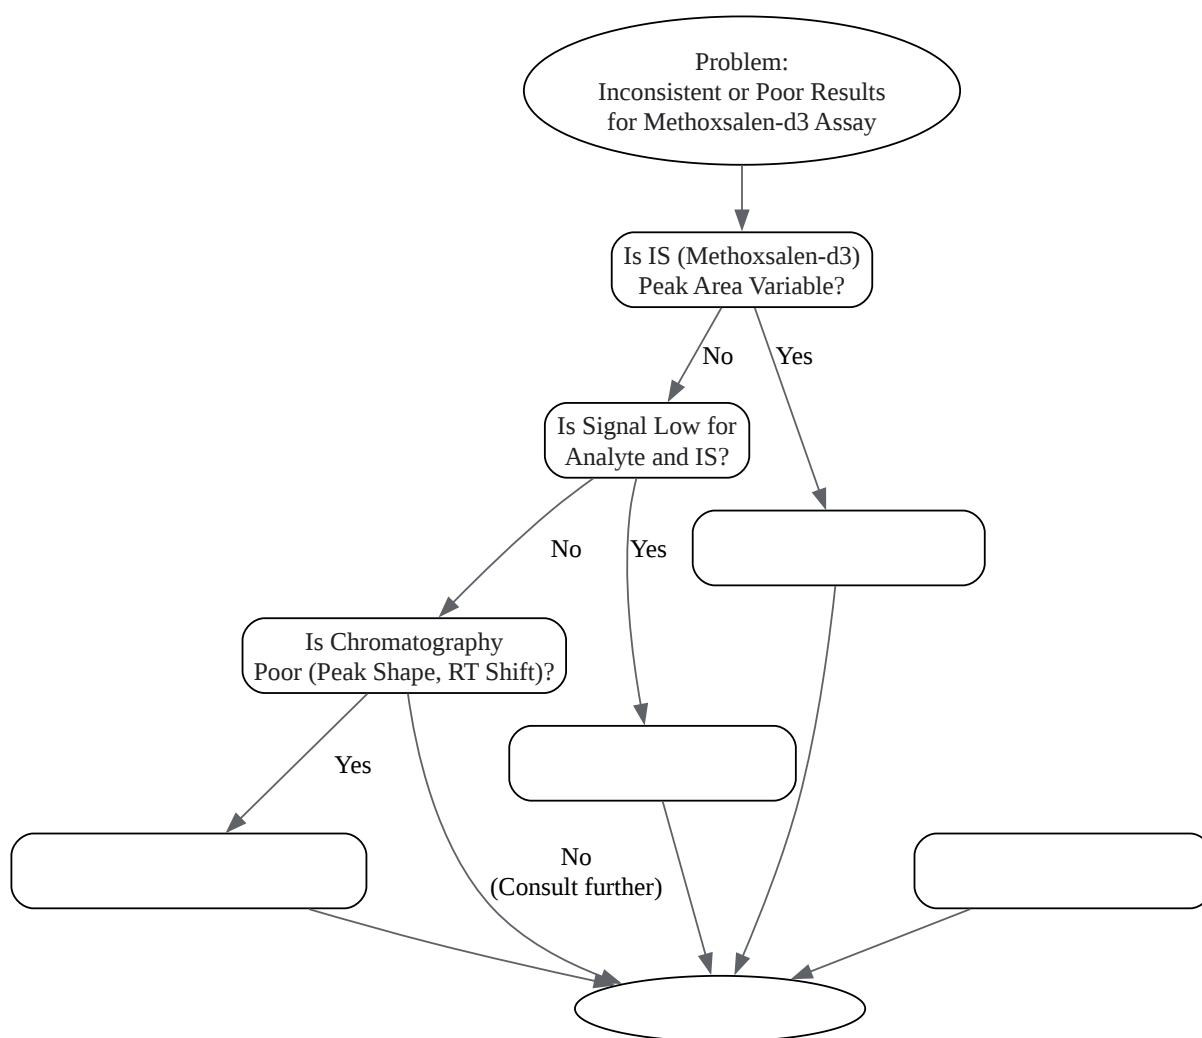 Problem:
Inconsistent or Poor Results
for Methoxsalen-d3 Assay
Is IS (Methoxsalen-d3)
Peak Area Variable?
No
Yes
Is Signal Low for
Analyte and IS?
No
Yes
Is Chromatography
Poor (Peak Shape, RT Shift)?
Yes
No
(Consult further)